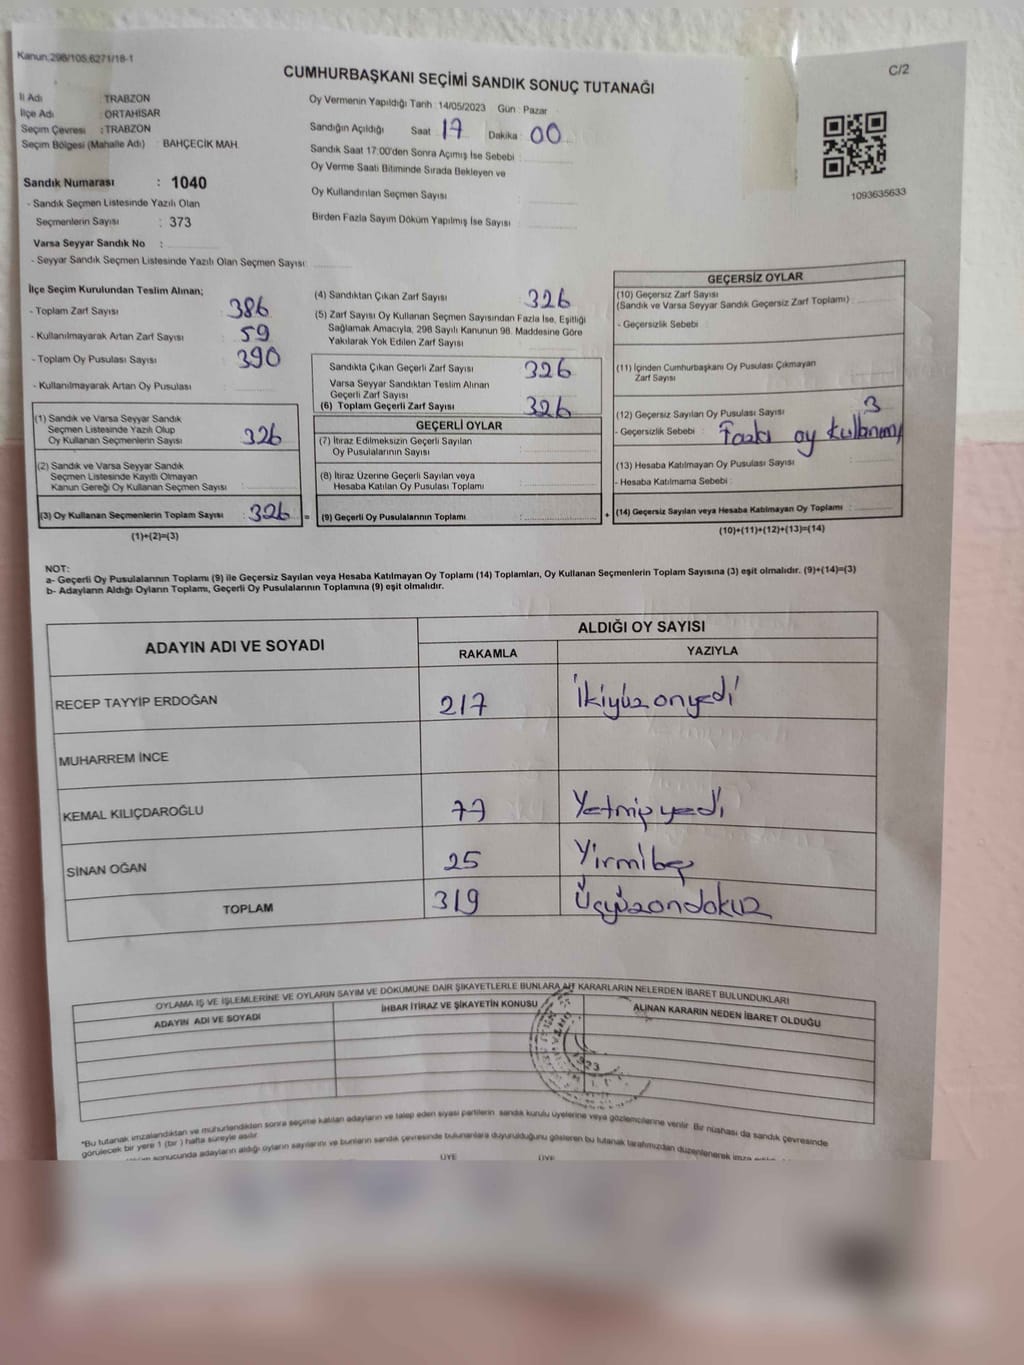 Kanun:298/105,6271/18-1
C/2
CUMHURBAŞKANI SEÇİMİ SANDIK SONUÇ TUTANAĞI
İl Adı : TRABZON
İlçe Adı : ORTAHİSAR
Seçim Çevresi : TRABZON
Seçim Bölgesi (Mahalle Adı) : BAHÇECİK MAH.
Sandık Numarası : 1040
- Sandık Seçmen Listesinde Yazılı Olan
Seçmenlerin Sayısı : 373
Varsa Seyyar Sandık No :
- Seyyar Sandık Seçmen Listesinde Yazılı Olan Seçmen Sayısı:
Oy Vermenin Yapıldığı Tarih :14/05/2023 Gün : Pazar
Sandığın Açıldığı Saat 17 Dakika 00
Sandık Saat 17:00'den Sonra Açımış İse Sebebi :
Oy Verme Saati Bitiminde Sırada Bekleyen ve
Oy Kullandırılan Seçmen Sayısı :
Birden Fazla Sayım Döküm Yapılmış İse Sayısı :
1093635633
İlçe Seçim Kurulundan Teslim Alınan;
- Toplam Zarf Sayısı : 386
- Kullanılmayarak Artan Zarf Sayısı : 59
- Toplam Oy Pusulası Sayısı : 390
- Kullanılmayarak Artan Oy Pusulası :
(1) Sandık ve Varsa Seyyar Sandık
Seçmen Listesinde Yazılı Olup
Oy Kullanan Seçmenlerin Sayısı : 326
(2) Sandık ve Varsa Seyyar Sandık
Seçmen Listesinde Kayıtlı Olmayan
Kanun Gereği Oy Kullanan Seçmen Sayısı :
(3) Oy Kullanan Seçmenlerin Toplam Sayısı : 326
(1)+(2)=(3)
(4) Sandıktan Çıkan Zarf Sayısı : 326
(5) Zarf Sayısı Oy Kullanan Seçmen Sayısından Fazla İse, Eşitliği
Sağlamak Amacıyla, 298 Sayılı Kanunun 98. Maddesine Göre
Yakılarak Yok Edilen Zarf Sayısı :
Sandıkta Çıkan Geçerli Zarf Sayısı : 326
Varsa Seyyar Sandıktan Teslim Alınan
Geçerli Zarf Sayısı :
(6) Toplam Geçerli Zarf Sayısı : 326
GEÇERLİ OYLAR
(7) İtiraz Edilmeksizin Geçerli Sayılan
Oy Pusulalarının Sayısı :
(8) İtiraz Üzerine Geçerli Sayılan veya
Hesaba Katılan Oy Pusulası Toplamı :
= (9) Geçerli Oy Pusulalarının Toplamı : +
GEÇERSİZ OYLAR
(10) Geçersiz Zarf Sayısı
(Sandık ve Varsa Seyyar Sandık Geçersiz Zarf Toplamı) :
- Geçersizlik Sebebi :
(11) İçinden Cumhurbaşkanı Oy Pusulası Çıkmayan
Zarf Sayısı :
(12) Geçersiz Sayılan Oy Pusulası Sayısı : 3
- Geçersizlik Sebebi : Fazla oy kullanımı
(13) Hesaba Katılmayan Oy Pusulası Sayısı :
- Hesaba Katılmama Sebebi :
(14) Geçersiz Sayılan veya Hesaba Katılmayan Oy Toplamı :
(10)+(11)+(12)+(13)=(14)
NOT:
a- Geçerli Oy Pusulalarının Toplamı (9) ile Geçersiz Sayılan veya Hesaba Katılmayan Oy Toplamı (14) Toplamları, Oy Kullanan Seçmenlerin Toplam Sayısına (3) eşit olmalıdır. (9)+(14)=(3)
b- Adayların Aldığı Oyların Toplamı, Geçerli Oy Pusulalarının Toplamına (9) eşit olmalıdır.
ADAYIN ADI VE SOYADI
ALDIĞI OY SAYISI
RAKAMLA YAZIYLA
RECEP TAYYİP ERDOĞAN 217 İkiyüzonyedi
MUHARREM İNCE
KEMAL KILIÇDAROĞLU 77 Yetmişyedi
SİNAN OĞAN 25 Yirmibeş
TOPLAM 319 Üçyüzondokuz
OYLAMA İŞ VE İŞLEMLERİNE VE OYLARIN SAYIM VE DÖKÜMÜNE DAİR ŞİKAYETLERLE BUNLARA AİT KARARLARIN NELERDEN İBARET BULUNDUKLARI
ADAYIN ADI VE SOYADI İHBAR İTİRAZ VE ŞİKAYETİN KONUSU ALINAN KARARIN NEDEN İBARET OLDUĞU
1923
*Bu tutanak imzalandıktan ve mühürlendikten sonra seçime katılan adayların ve talep eden siyasi partilerin sandık kurulu üyelerine veya gözlemcilerine verilir. Bir nüshası da sandık çevresinde
görülecek bir yere 1 (bir ) hafta süreyle asılır.
sonucunda adayların aldığı oyların sayılarını ve bunların sandık çevresinde bulunanlara duyurulduğunu gösteren bu tutanak tarafımızdan düzenlenerek imza
ÜYE ÜYE